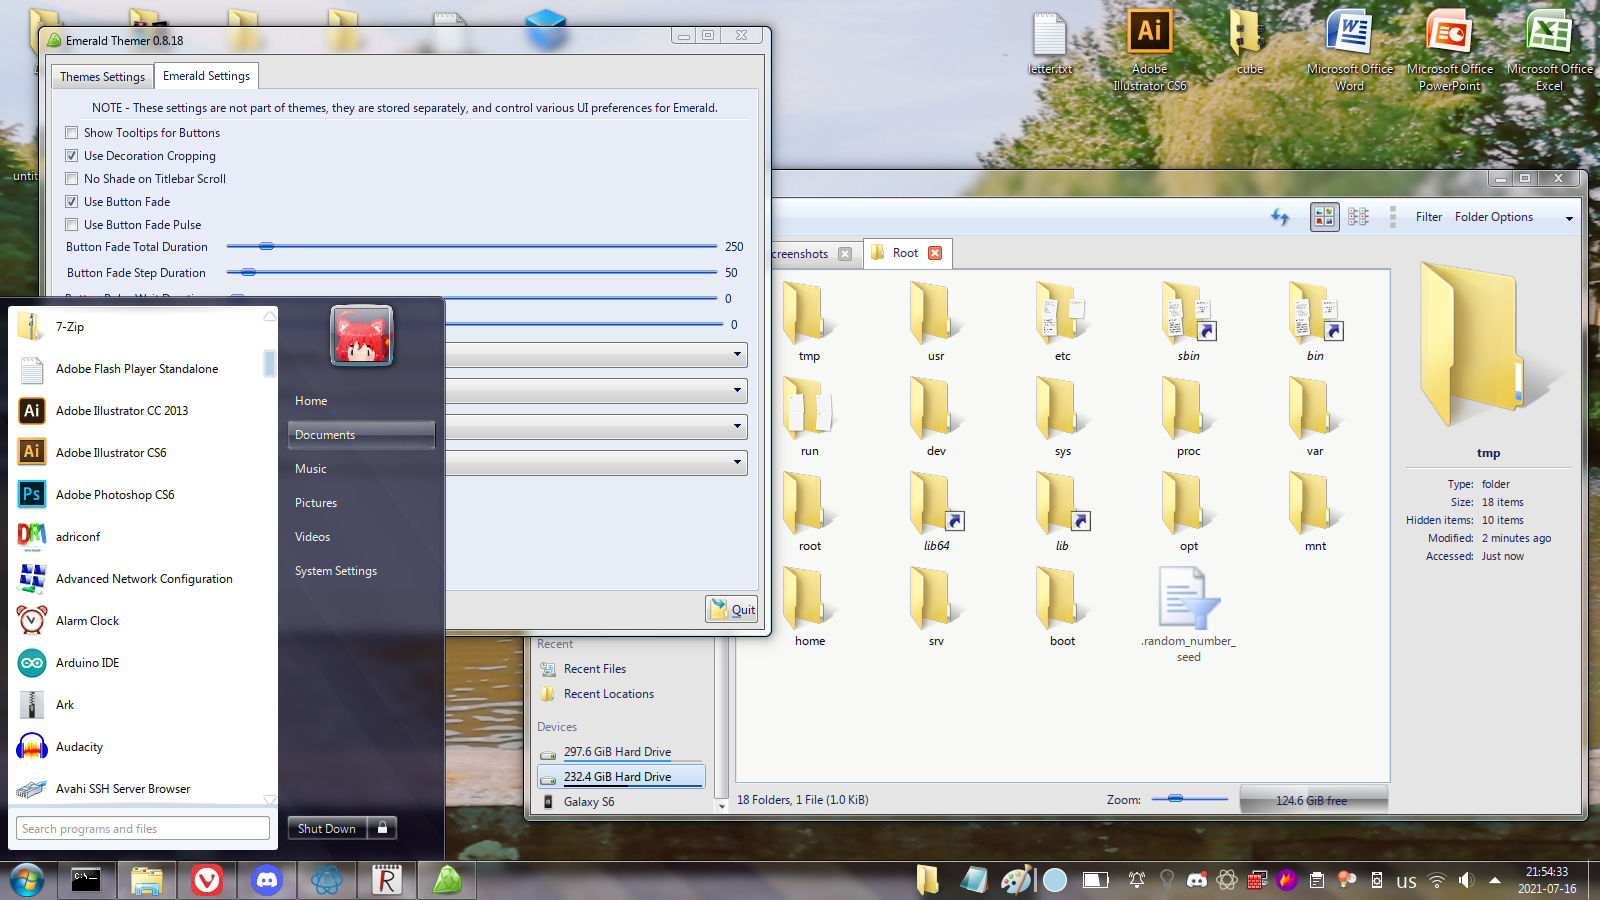 Emerald Themer 0.8.18
Themes Settings
Emerald Settings
NOTE - These settings are not part of themes, they are stored separately, and control various UI preferences for Emerald.
Show Tooltips for Buttons
Use Decoration Cropping
No Shade on Titlebar Scroll
Use Button Fade
Use Button Fade Pulse
Button Fade Total Duration
250
Button Fade Step Duration
50
0
0
Quit
letter.txt
Adobe
Illustrator CS6
cube
Microsoft Office
Word
Microsoft Office
PowerPoint
Microsoft Office
Excel
Filter
Folder Options
creenshots
Root
tmp
usr
etc
sbin
bin
run
dev
sys
proc
var
root
lib64
lib
opt
mnt
home
srv
boot
.random_number_
seed
tmp
Type: folder
Size: 18 items
Hidden items: 10 items
Modified: 2 minutes ago
Accessed: Just now
Recent
Recent Files
Recent Locations
Devices
297.6 GiB Hard Drive
232.4 GiB Hard Drive
Galaxy S6
18 Folders, 1 File (1.0 KiB)
Zoom:
124.6 GiB free
7-Zip
Adobe Flash Player Standalone
Adobe Illustrator CC 2013
Adobe Illustrator CS6
Adobe Photoshop CS6
adriconf
Advanced Network Configuration
Alarm Clock
Arduino IDE
Ark
Audacity
Avahi SSH Server Browser
Search programs and files
Home
Documents
Music
Pictures
Videos
System Settings
Shut Down
us
21:54:33
2021-07-16